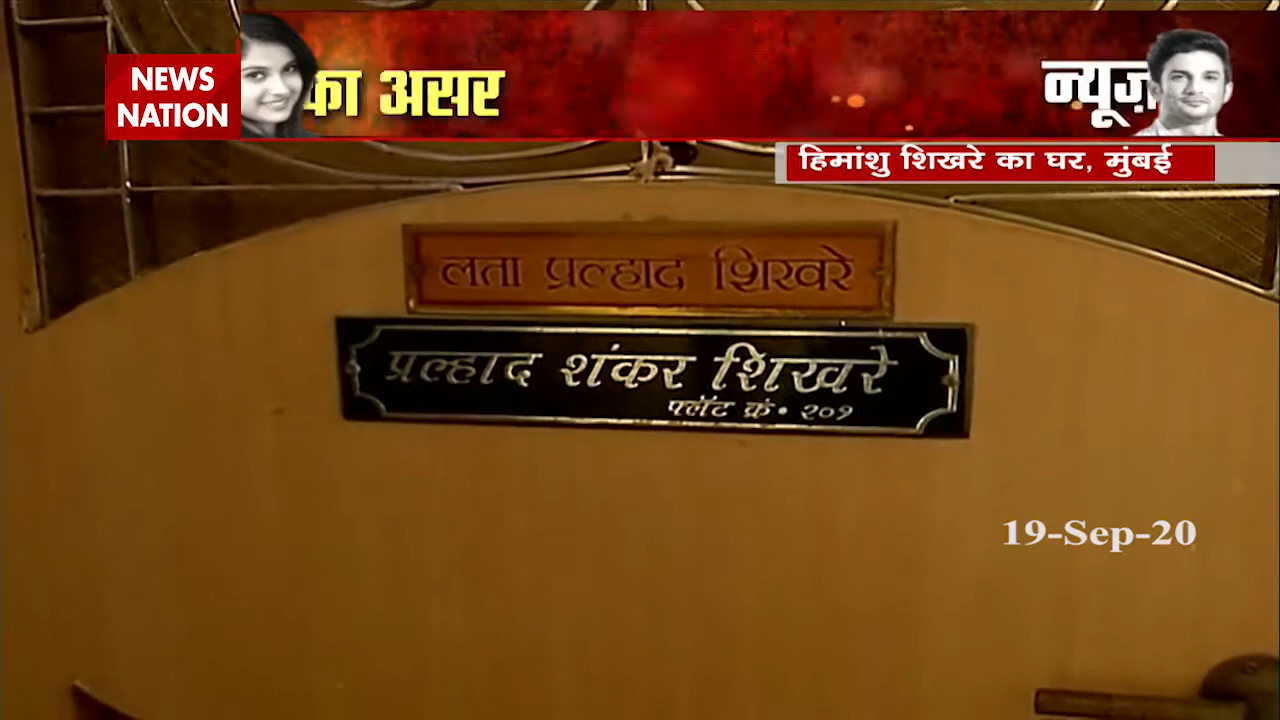 NEWS
NATION
का असर
न्यूज़
हिमांशु शिखरे का घर, मुंबई
लता प्रल्हाद शिखरे
प्रल्हाद शंकर शिखरे
फ्लॅट क्रं. २०१
19-Sep-20